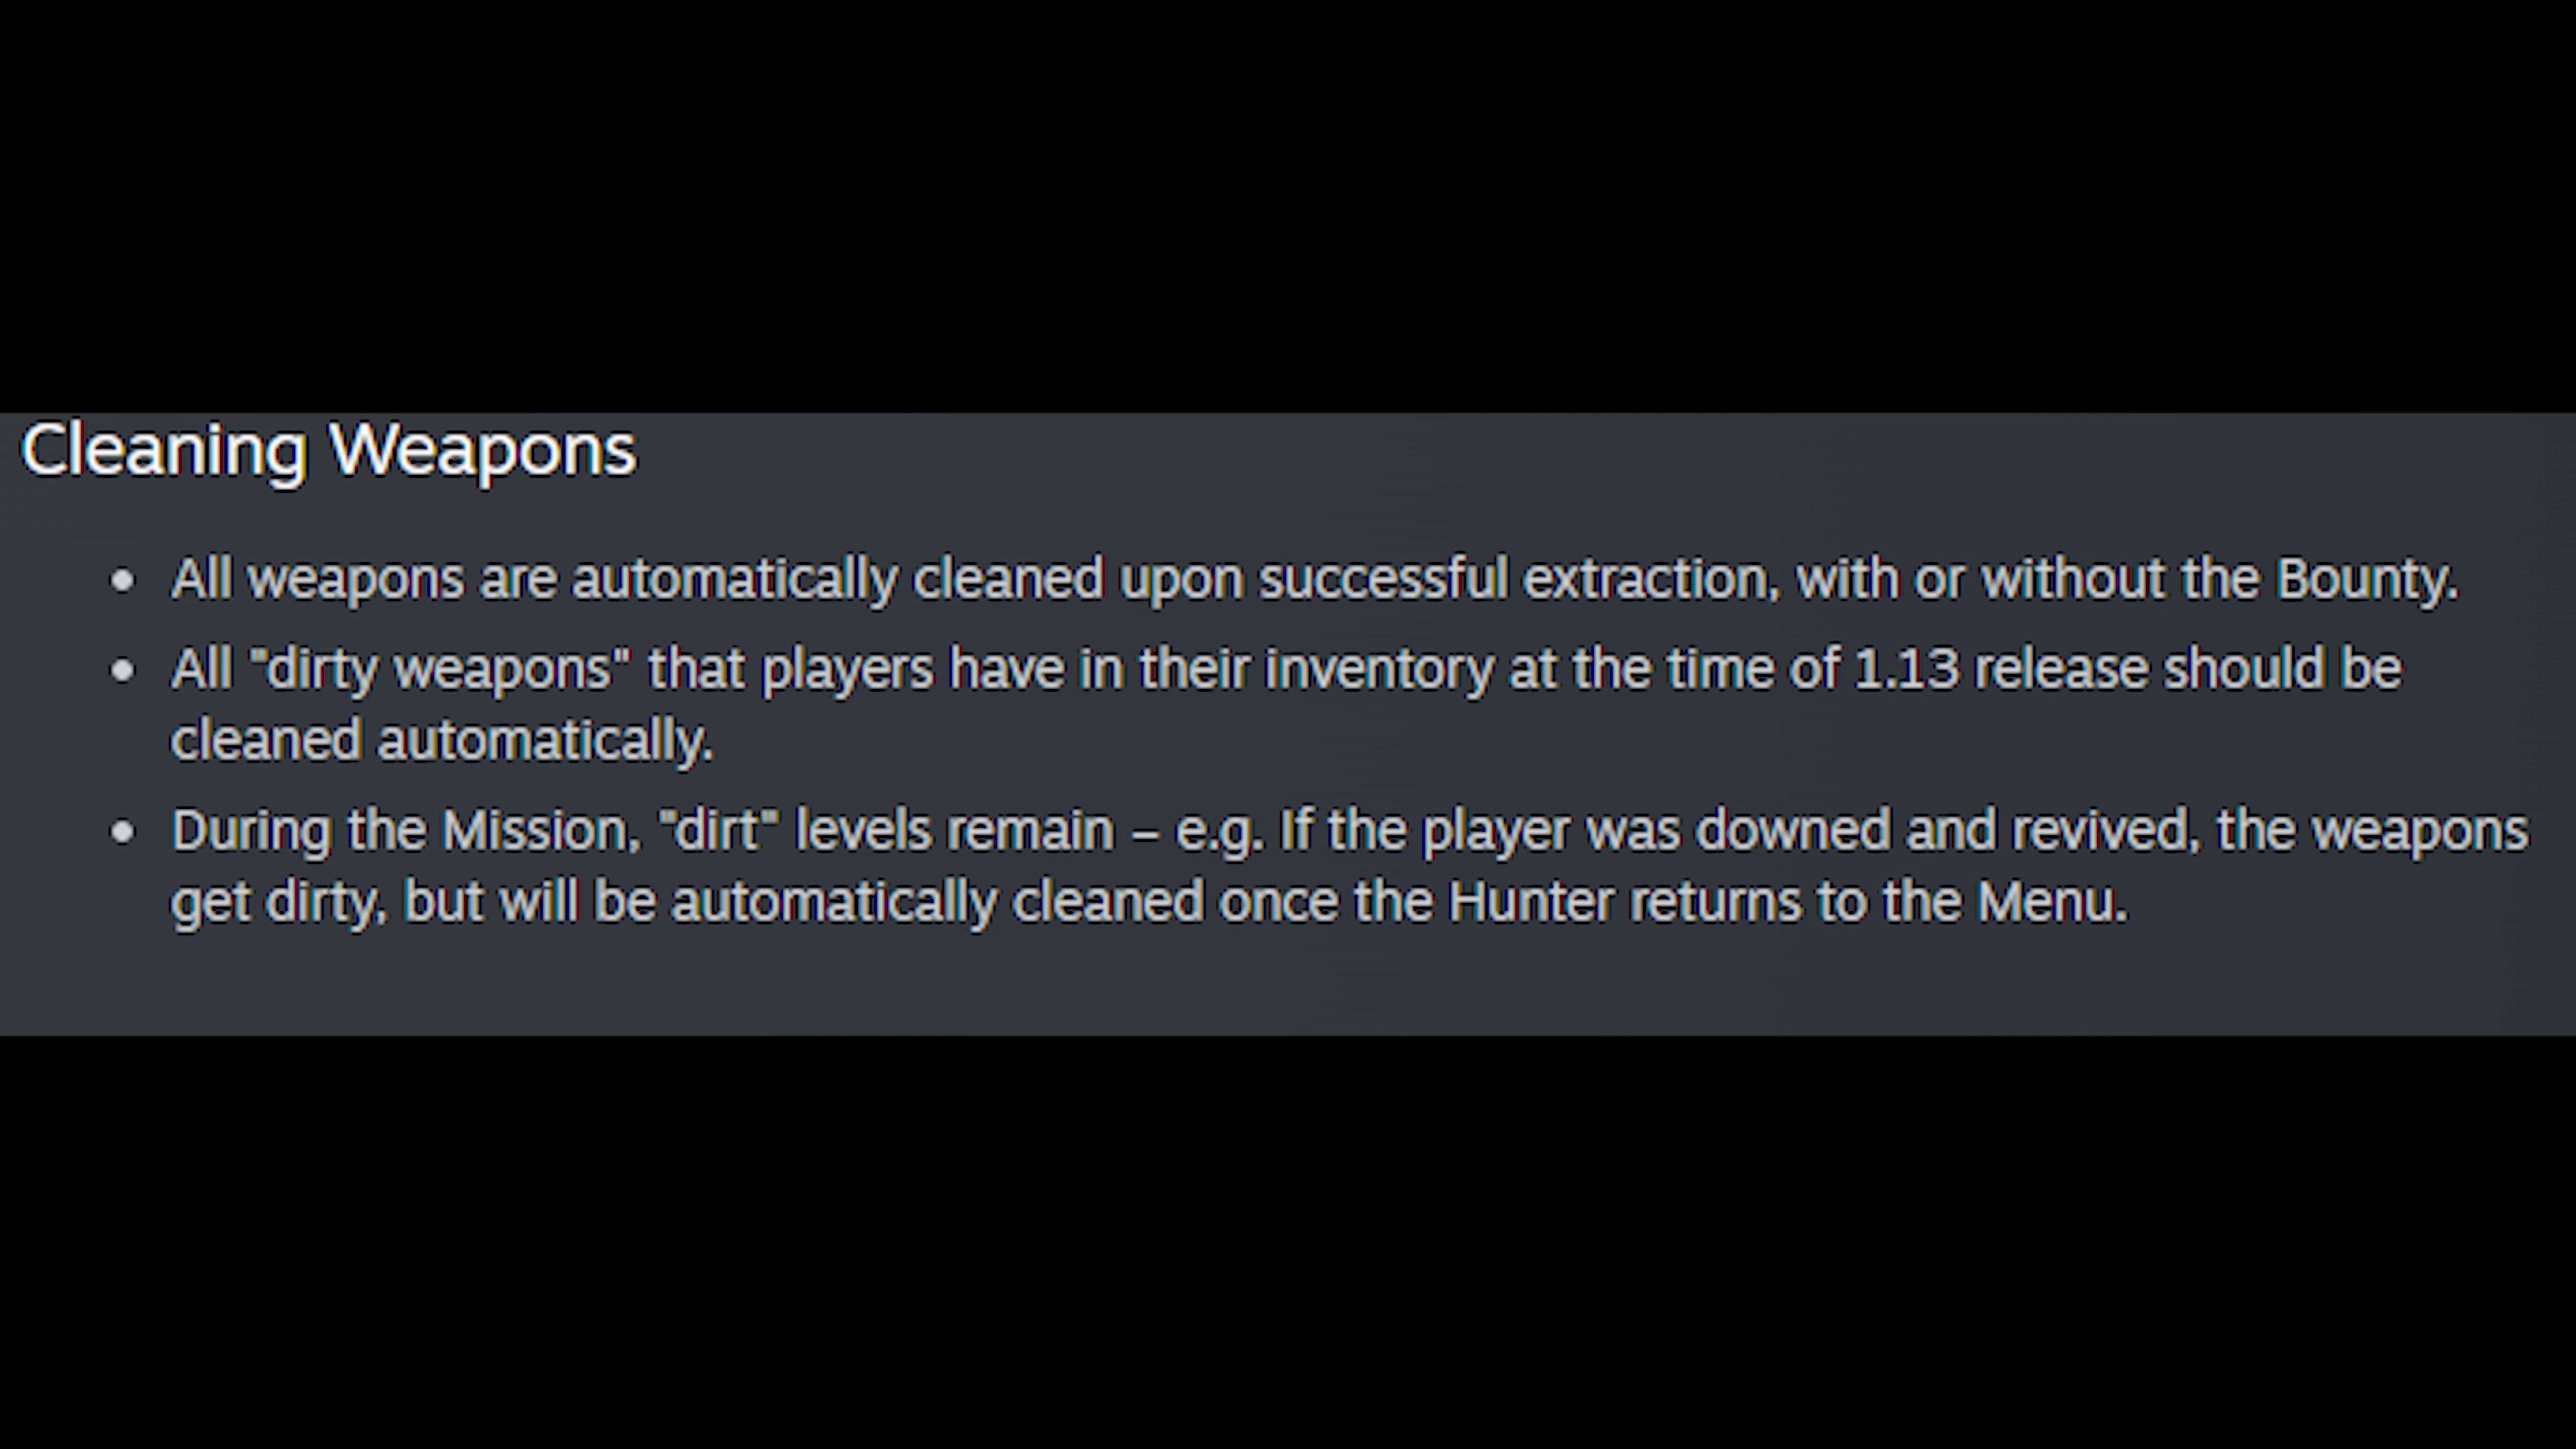 Cleaning Weapons
• All weapons are automatically cleaned upon successful extraction, with or without the Bounty.
• All "dirty weapons" that players have in their inventory at the time of 1.13 release should be
cleaned automatically.
• During the Mission, "dirt" levels remain – e.g. If the player was downed and revived, the weapons
get dirty, but will be automatically cleaned once the Hunter returns to the Menu.